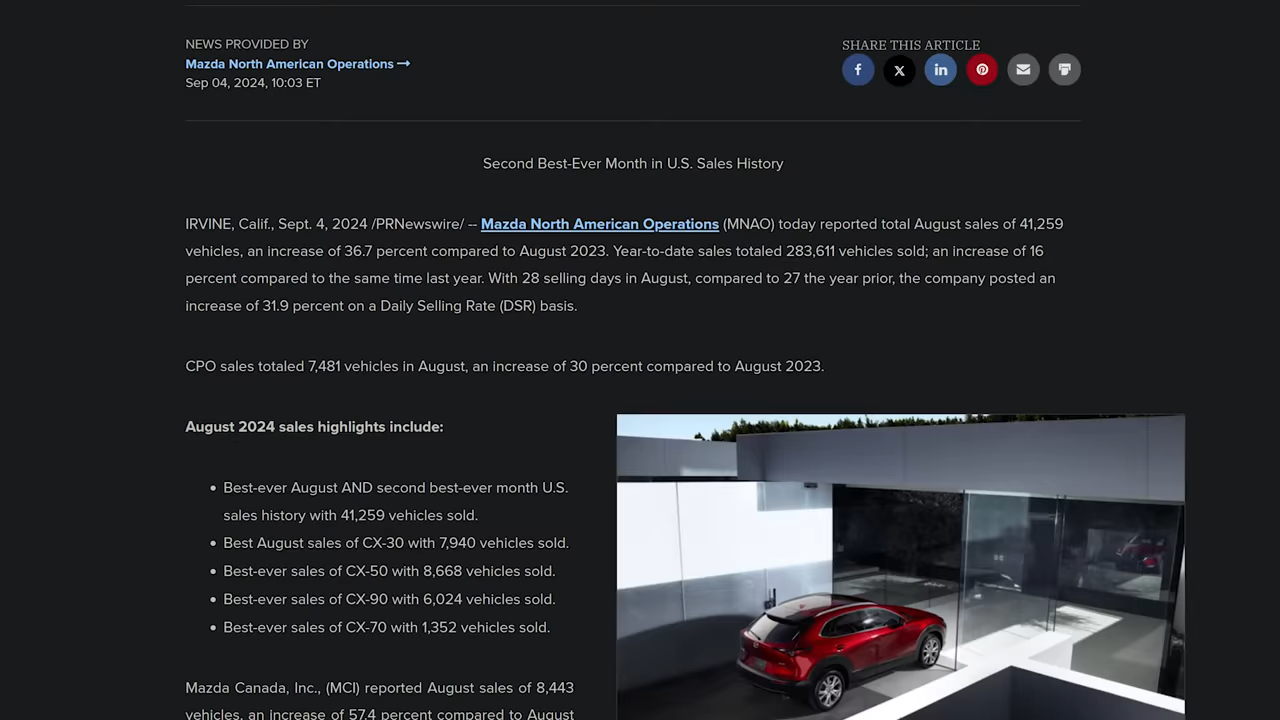 NEWS PROVIDED BY
Mazda North American Operations →
Sep 04, 2024, 10:03 ET
SHARE THIS ARTICLE
Second Best-Ever Month in U.S. Sales History
IRVINE, Calif., Sept. 4, 2024 /PRNewswire/ -- Mazda North American Operations (MNAO) today reported total August sales of 41,259
vehicles, an increase of 36.7 percent compared to August 2023. Year-to-date sales totaled 283,611 vehicles sold; an increase of 16
percent compared to the same time last year. With 28 selling days in August, compared to 27 the year prior, the company posted an
increase of 31.9 percent on a Daily Selling Rate (DSR) basis.
CPO sales totaled 7,481 vehicles in August, an increase of 30 percent compared to August 2023.
August 2024 sales highlights include:
• Best-ever August AND second best-ever month U.S.
sales history with 41,259 vehicles sold.
• Best August sales of CX-30 with 7,940 vehicles sold.
• Best-ever sales of CX-50 with 8,668 vehicles sold.
• Best-ever sales of CX-90 with 6,024 vehicles sold.
• Best-ever sales of CX-70 with 1,352 vehicles sold.
Mazda Canada, Inc., (MCI) reported August sales of 8,443
vehicles, an increase of 57.4 percent compared to August